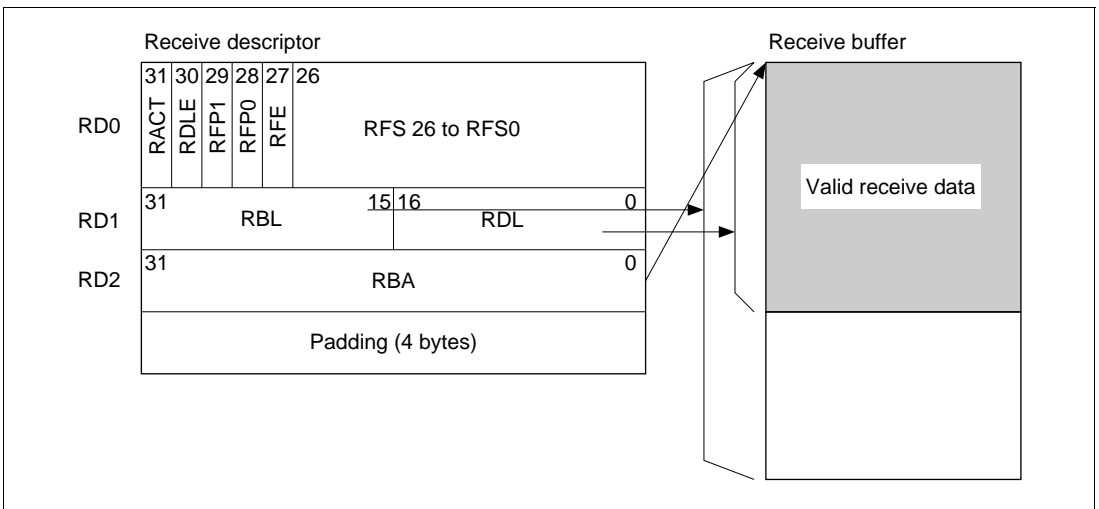 Receive descriptor
Receive buffer
31 30 29 28 27 26
RD0
RACT
RDLE
RFP1
RFP0
RFE
RFS 26 to RFS0
Valid receive data
31 15 16 0
RD1
RBL
RDL
31 0
RD2
RBA
Padding (4 bytes)